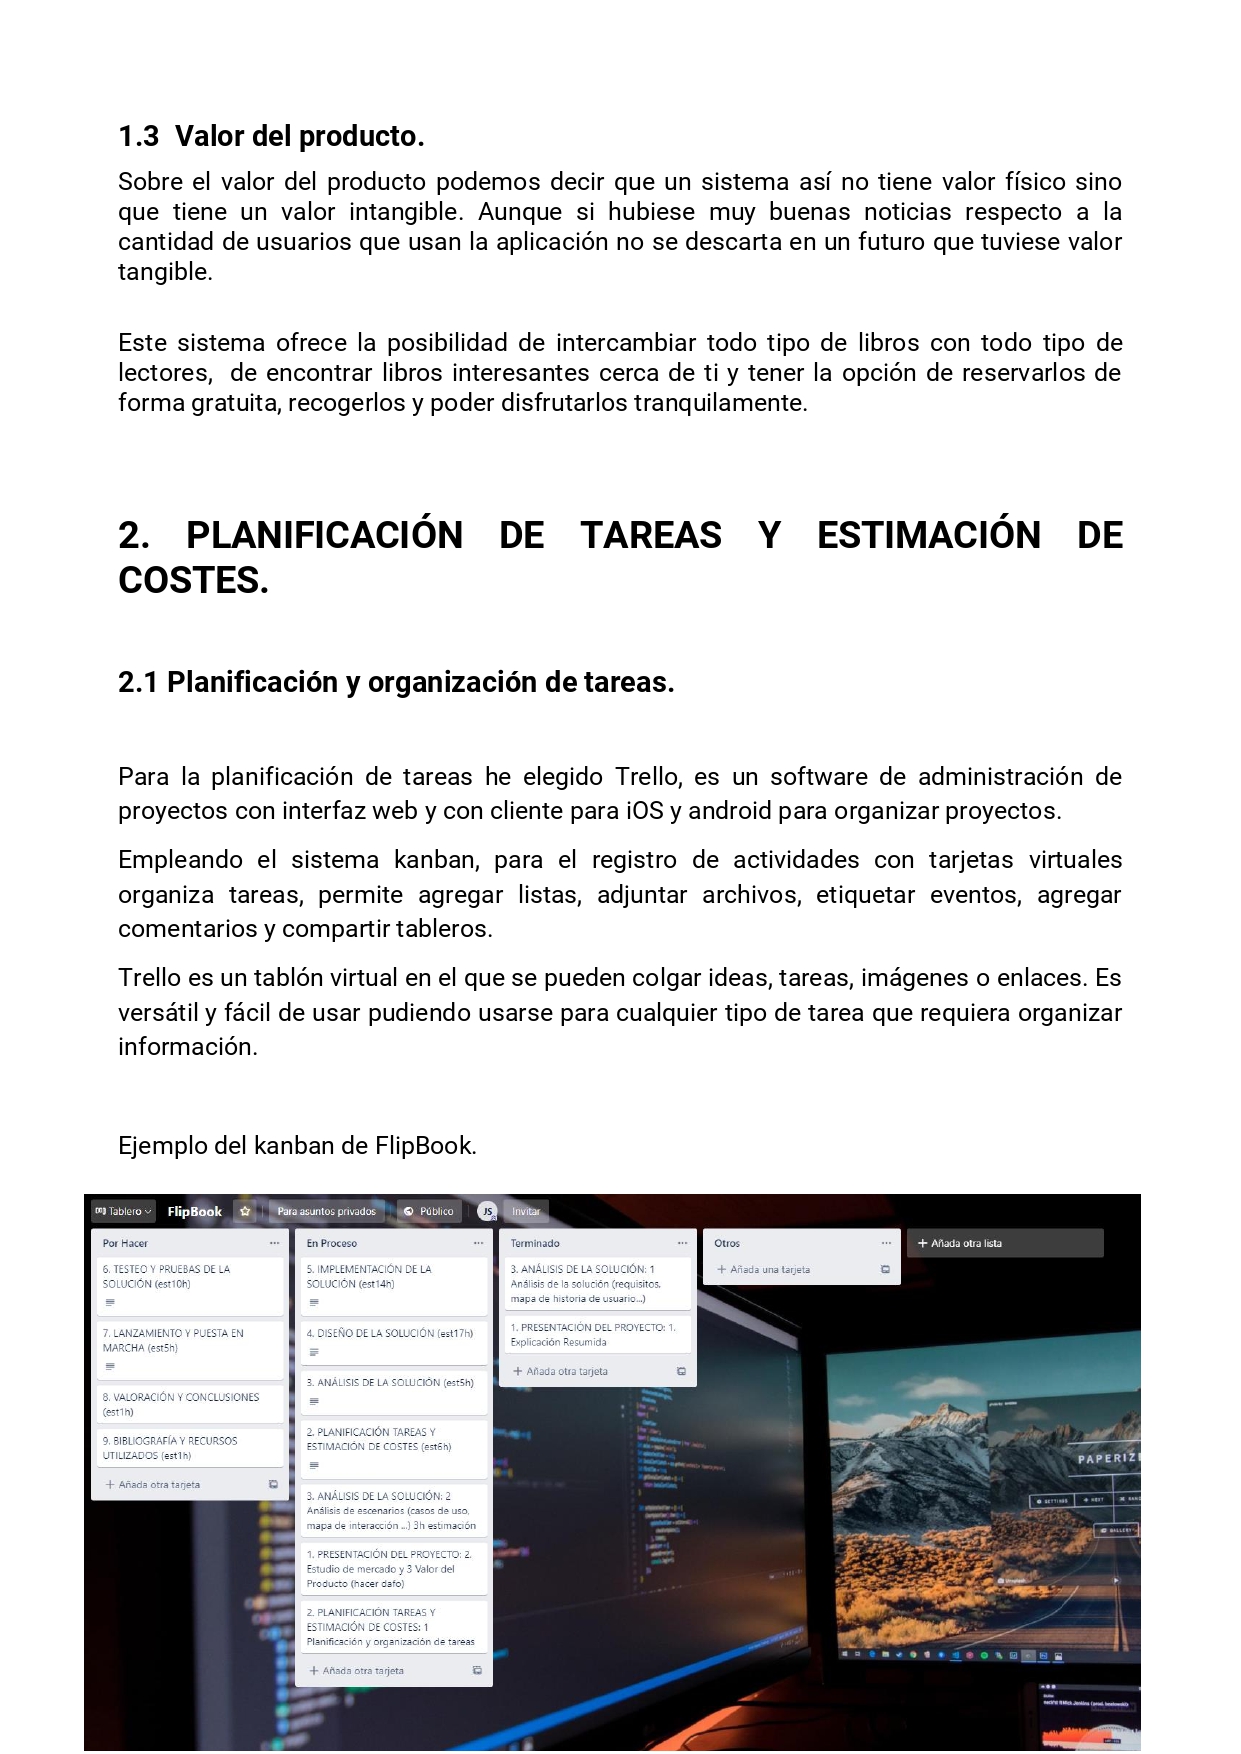 1.3  Valor del producto.
Sobre el valor del producto podemos decir que un sistema así no tiene valor físico sino
que tiene un valor intangible. Aunque si hubiese muy buenas noticias respecto a la
cantidad de usuarios que usan la aplicación no se descarta en un futuro que tuviese valor
tangible.
Este sistema ofrece la posibilidad de intercambiar todo tipo de libros con todo tipo de
lectores,  de encontrar libros interesantes cerca de ti y tener la opción de reservarlos de
forma gratuita, recogerlos y poder disfrutarlos tranquilamente.
2. PLANIFICACIÓN DE TAREAS Y ESTIMACIÓN DE
COSTES.
2.1 Planificación y organización de tareas.
Para la planificación de tareas he elegido Trello, es un software de administración de
proyectos con interfaz web y con cliente para iOS y android para organizar proyectos.
Empleando el sistema kanban, para el registro de actividades con tarjetas virtuales
organiza tareas, permite agregar listas, adjuntar archivos, etiquetar eventos, agregar
comentarios y compartir tableros.
Trello es un tablón virtual en el que se pueden colgar ideas, tareas, imágenes o enlaces. Es
versátil y fácil de usar pudiendo usarse para cualquier tipo de tarea que requiera organizar
información.
Ejemplo del kanban de FlipBook.
Tablero FlipBook Para asuntos privados Público JS Invitar
Por Hacer
6. TESTEO Y PRUEBAS DE LA
SOLUCIÓN (est10h)
7. LANZAMIENTO Y PUESTA EN
MARCHA (est5h)
8. VALORACIÓN Y CONCLUSIONES
(est1h)
9. BIBLIOGRAFÍA Y RECURSOS
UTILIZADOS (est1h)
+ Añada otra tarjeta
En Proceso
5. IMPLEMENTACIÓN DE LA
SOLUCIÓN (est14h)
4. DISEÑO DE LA SOLUCIÓN (est17h)
3. ANÁLISIS DE LA SOLUCIÓN (est5h)
2. PLANIFICACIÓN TAREAS Y
ESTIMACIÓN DE COSTES (est6h)
3. ANÁLISIS DE LA SOLUCIÓN: 2
Análisis de escenarios (casos de uso,
mapa de interacción ...) 3h estimación
1. PRESENTACIÓN DEL PROYECTO: 2.
Estudio de mercado y 3 Valor del
Producto (hacer dafo)
2. PLANIFICACIÓN TAREAS Y
ESTIMACIÓN DE COSTES: 1
Planificación y organización de tareas
+ Añada otra tarjeta
Terminado
3. ANÁLISIS DE LA SOLUCIÓN: 1
Análisis de la solución (requisitos,
mapa de historia de usuario...)
1. PRESENTACIÓN DEL PROYECTO: 1.
Explicación Resumida
+ Añada otra tarjeta
Otros
+ Añada una tarjeta
+ Añada otra lista
PAPERIZE
SETTINGS NEXT
GALLERY